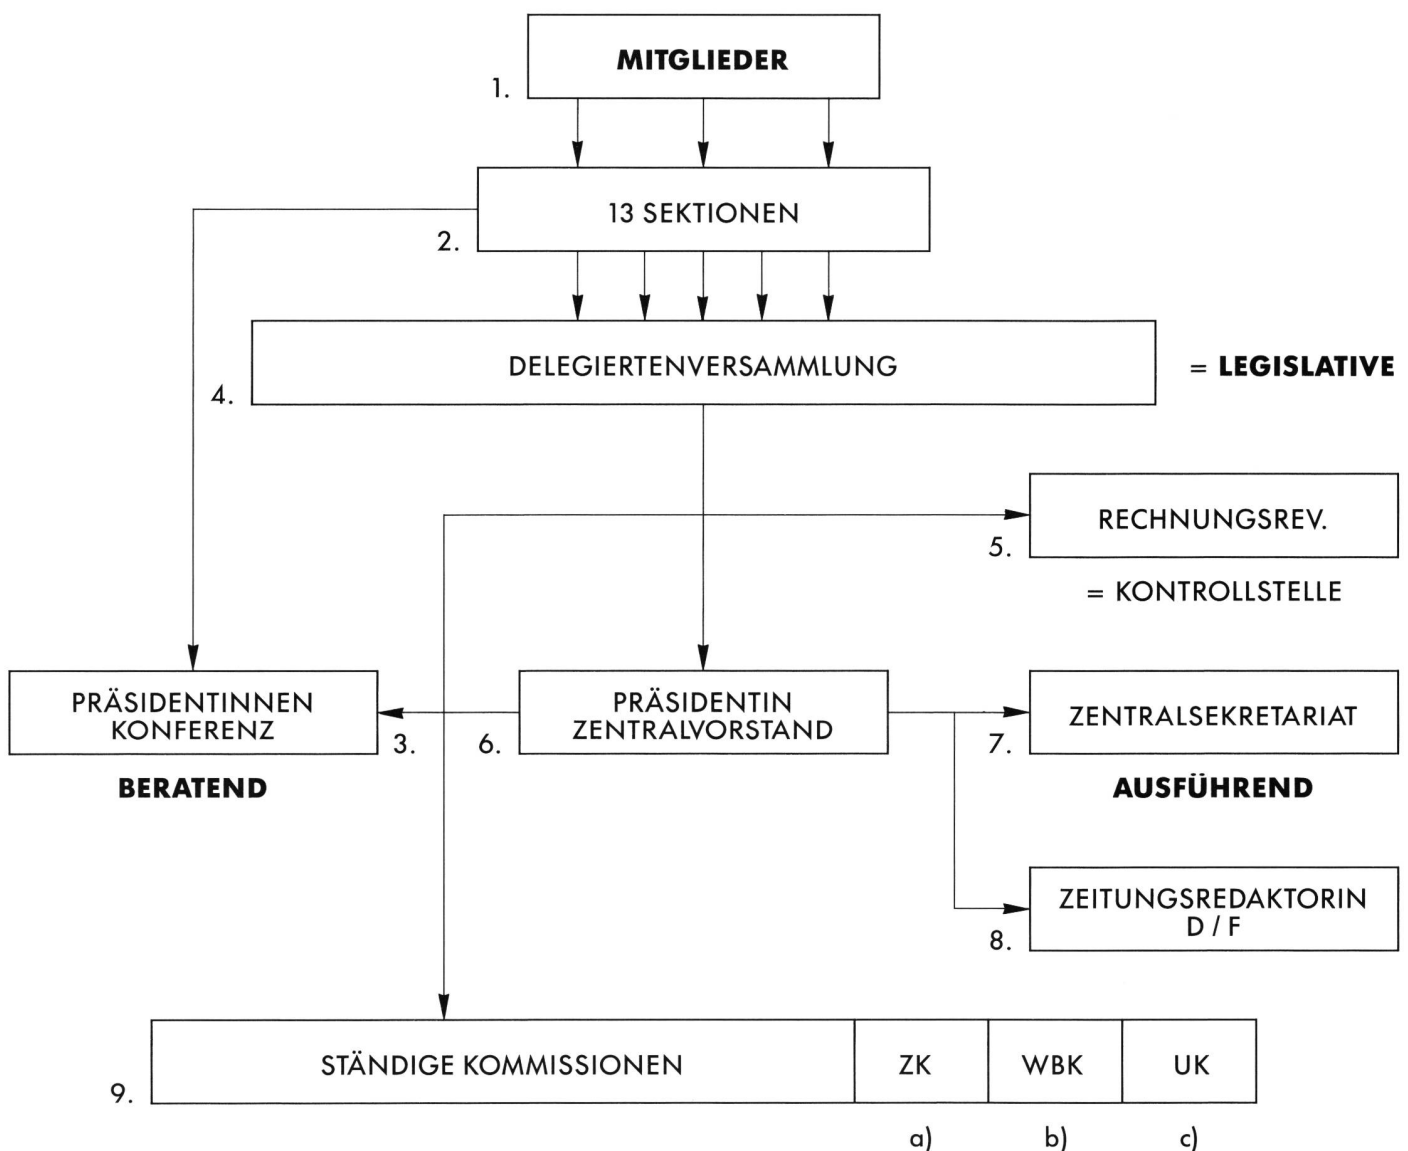 MITGLIEDER
1.
13 SEKTIONEN
2.
DELEGIERTENVERSAMMLUNG
= LEGISLATIVE
4.
RECHNUNGSREV.
5.
= KONTROLLSTELLE
PRÄSIDENTINNEN
KONFERENZ
3.
BERATEND
PRÄSIDENTIN
ZENTRALVORSTAND
6.
ZENTRALSEKRETARIAT
7.
AUSFÜHREND
ZEITUNGSREDAKTORIN
D / F
8.
STÄNDIGE KOMMISSIONEN
ZK
WBK
UK
9.
a)
b)
c)